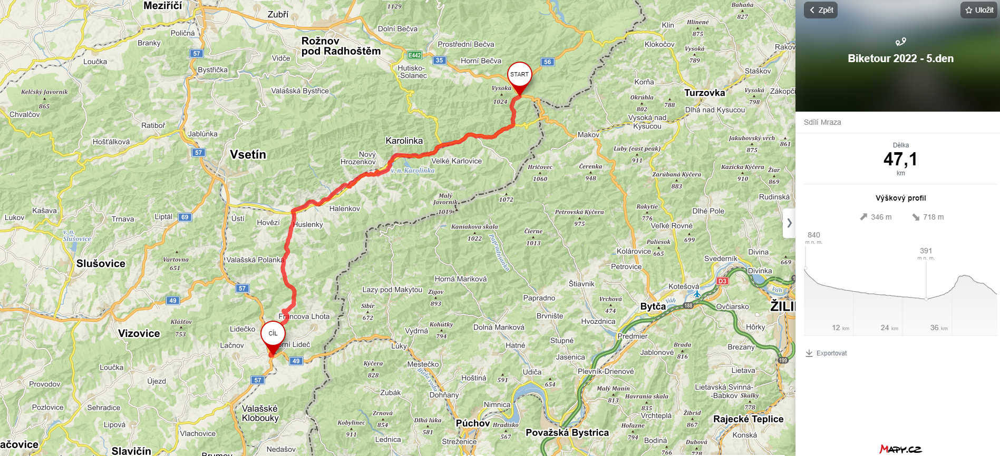 Zpět
Uložit
Biketour 2022 - 5.den
Sdílí Mraza
Délka
47,1
km
Výškový profil
346 m
718 m
840
m n. m.
391
m n. m.
12 km
24 km
36 km
Exportovat
Mapy.cz
Meziříčí
Zubří
1129
Bahaňa
827
Dolní Bečva
Klin
Hlinené
875
Poličná
Branky
Rožnov
pod Radhoštěm
Prostřední Bečva
Klokočov
Vysoká
789
Rakov
57
Vidče
E442
35
Horní Bečva
56
Loučka
Bystřička
Hutisko-
-Solanec
START
Staškov
Korňa
Kelčský Javorník
865
Valašská Bystřice
Vysoká
1024
Turzovka
Vysoká
798
Zákopč
Okrúhla
802
788
Chvalčov
Dlhá nad Kysucou
Vysoká nad
Kysucou
Ratiboř
Jablůnka
Hošťálková
Karolinka
Makov
Jakubovský vrch
875
861
57
Vsetín
Nový
Hrozenkov
Velké Karlovice
Luby (east peak)
911
v. n. Karolinka
Hričovec
1060
Čerenka
948
Zarúbaná Kýčera
883
Kazícka Kýčera
910
Žiar
869
Malý
Javorník
1019
1072
Rudinská
Kašava
Lukov
Trnava
Liptál
69
Ústí
Hovězí
Halenkov
Huslenky
Petrovská Kýčera
975
Rakytie
776
Dlhé Pole
Veľké Rovné
699
v. n.
Slušovice
Kaniakova skala
1022
Čierne
1013
Papradnianka
Paliesok
665
Kolárovice
Slušovice
Vartovna
651
Valašská Polanka
Petrovice
Svederník
Divina
669
Divinka
Horná Mariková
Štiavnik
D3
Kotešová
Váh
57
49
Lazy pod Makytou
Zigov
893
Papradno
Vrchová
474
Bytča
Váh
188
Ovčiarsko
ŽILI
Sibír
672
Brvnište
Hvozdnica
Klášťov
753
Francova Lhota
Kohútky
794
Dolná Mariková
Hôrky
Vizovice
Lidečko
CÍL
Vydrná
Predmier
Lačnov
rní Lideč
Lúky
Hatné
Stupné
Brada
816
Brezany
Jablonové
49
Jasenica
199
Loučka
Kýčera
828
Mestečko
Biela voda
Udiča
Plevník-Drienové
Lietava
Újezd
57
Hoštiná
591
654
Provodov
Zubák
Dohňany
Malý Manín
813
Lietavská Svinná-
-Babkov
Skalky
778
Havrania skala
835
Pozlovice
Sehradice
Valašské
Klobouky
Nimnica
Zrnová
854
Dlhá lúka
581
Vrchteplá
Žibrid
867
Lipová
Kobylinec
911
Púchov
Hradisko
567
Považská Bystrica
Hoľazne
794
Rajecké Teplice
Vlachovice
Lednica
Streženice
Bodiná
766
Dubova
728
Konská
ačovice
Slavičín
Brumov
Nedašov